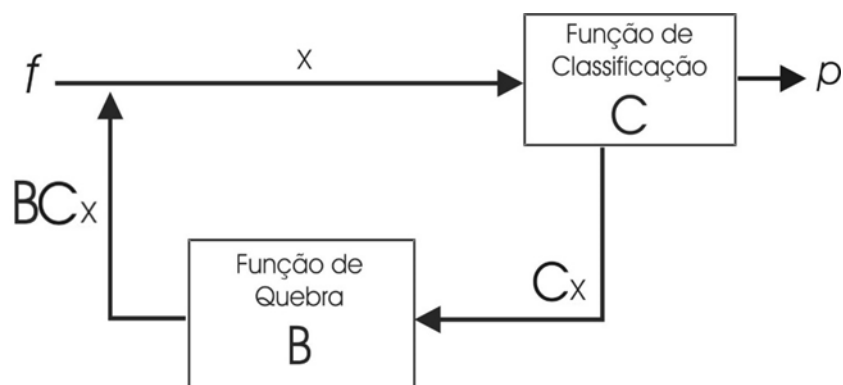 f
x
Função de
Classificação
C
p
BCx
Cx
Função de
Quebra
B